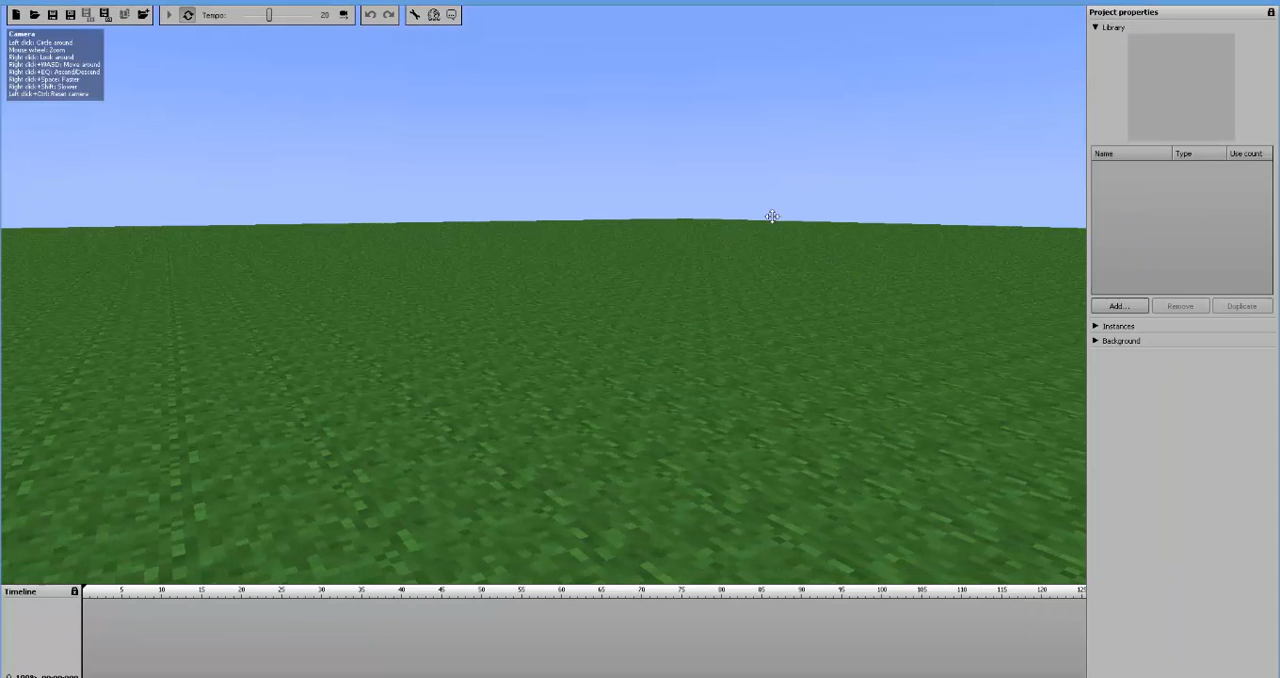 Tempo: 20
Camera
Left click: Circle around
Mouse wheel: Zoom
Right click: Look around
Right click+WASD: Move around
Right click+EQ: Ascend/Descend
Right click+Space: Faster
Right click+Shift: Slower
Left click+Ctrl: Reset camera
Project properties
Library
Name Type Use count
Add... Remove Duplicate
Instances
Background
Timeline
5 10 15 20 25 30 35 40 45 50 55 60 65 70 75 80 85 90 95 100 105 110 115 120 125